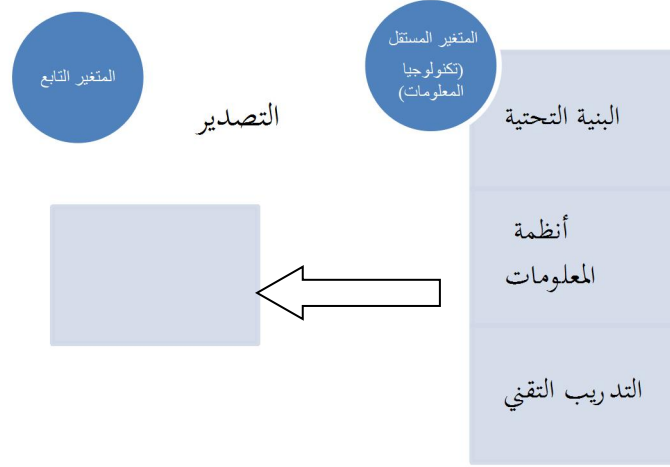 المتغير المستقل
(تكنولوجيا
المعلومات)
المتغير التابع
التصدير
البنية التحتية
أنظمة
المعلومات
التدريب التقني